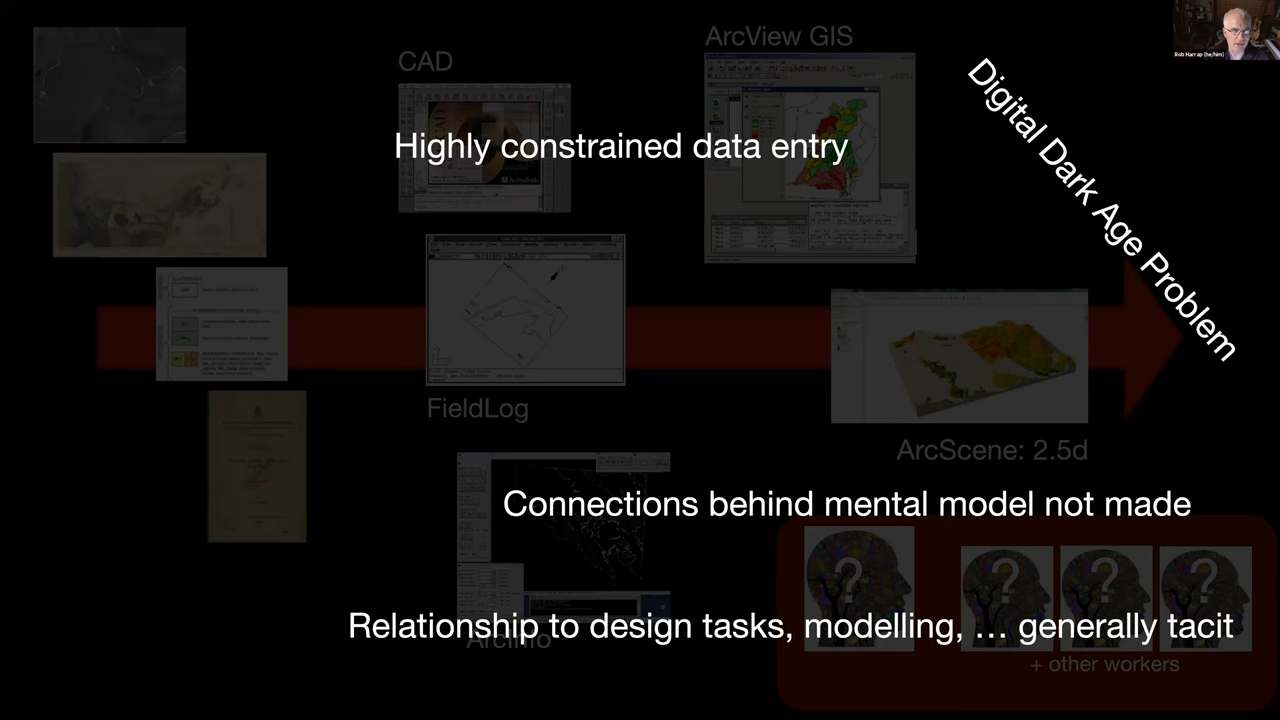 ArcView GIS
CAD
Rob Harrap (he/him)
Digital Dark Age Problem
Highly constrained data entry
Autodesk
FieldLog
ArcScene: 2.5d
Connections behind mental model not made
? ? ? ?
Relationship to design tasks, modelling, … generally tacit
ArcInfo
+ other workers